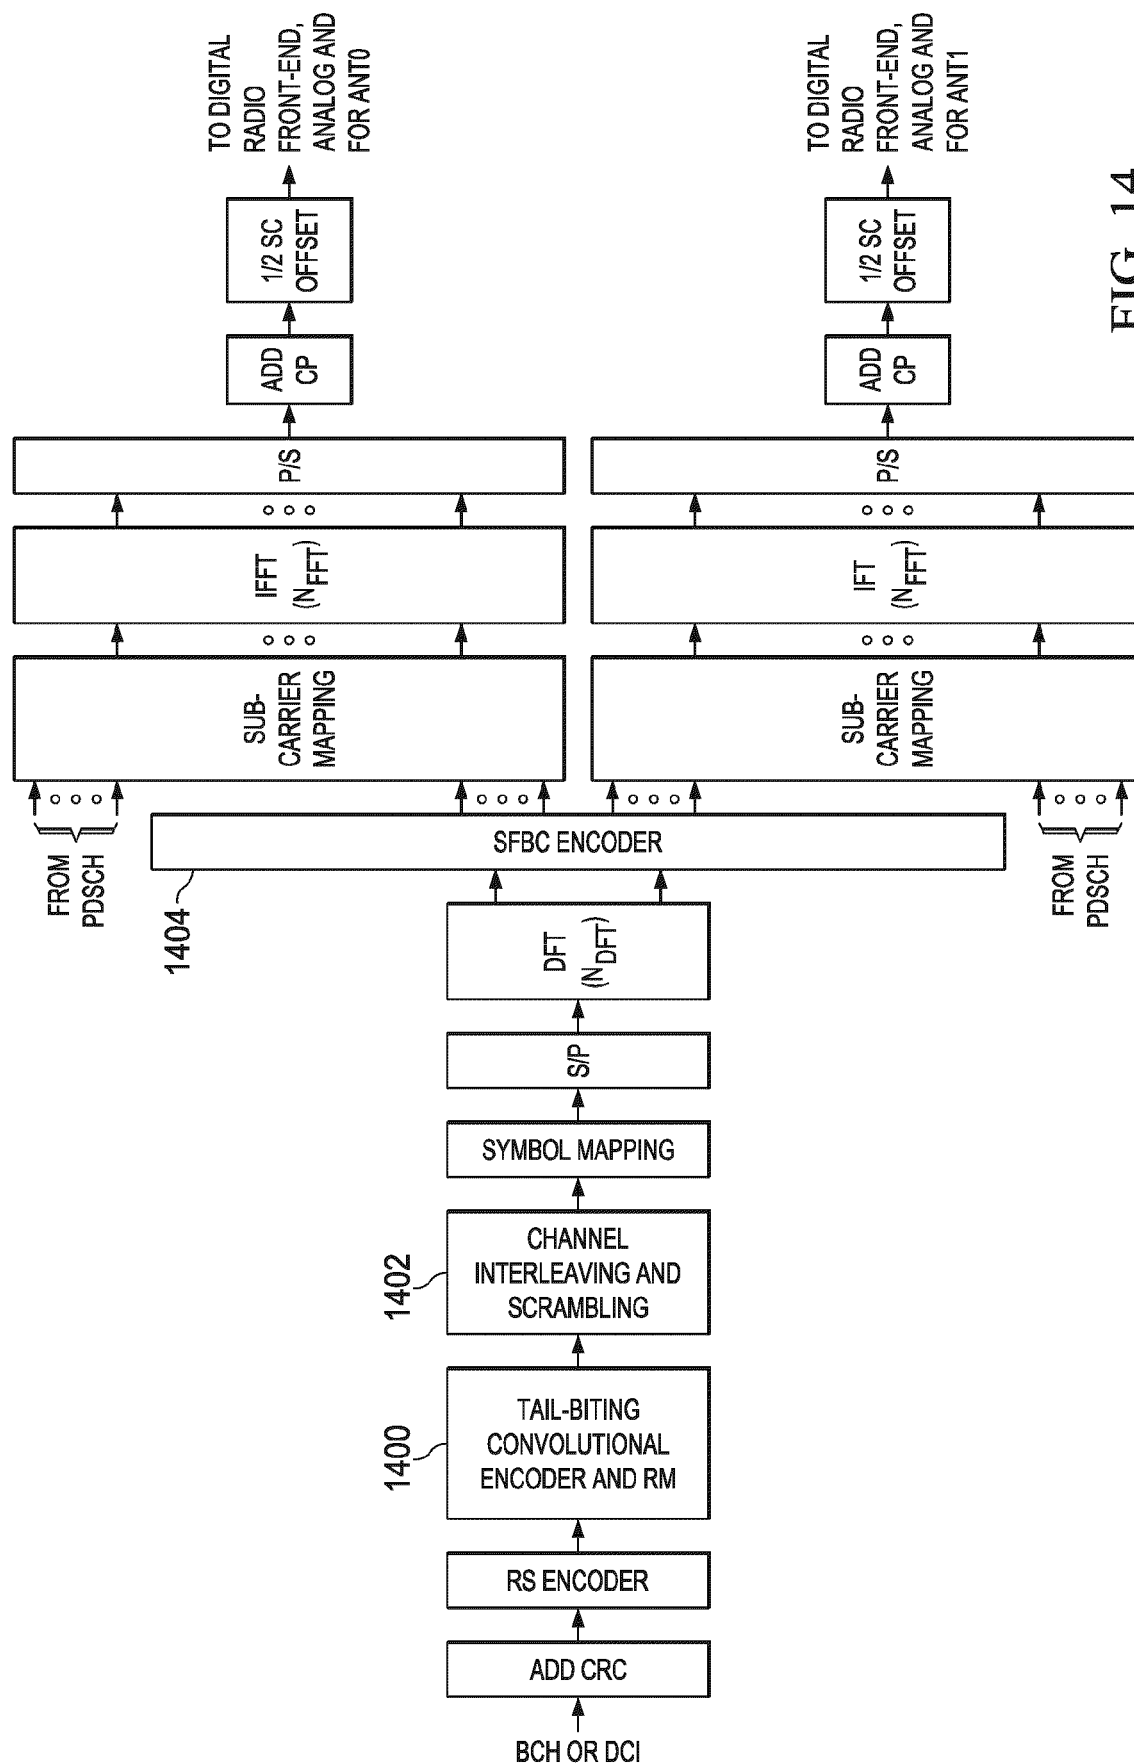 BCH OR DCI
ADD CRC
RS ENCODER
1400
TAIL-BITING
CONVOLUTIONAL
ENCODER AND RM
1402
CHANNEL
INTERLEAVING AND
SCRAMBLING
SYMBOL MAPPING
S/P
DFT
(NDFT)
1404
SFBC ENCODER
FROM
PDSCH
SUB-
CARRIER
MAPPING
IFFT
(NFFT)
P/S
ADD
CP
1/2 SC
OFFSET
TO DIGITAL
RADIO
FRONT-END,
ANALOG AND
FOR ANT0
FROM
PDSCH
SUB-
CARRIER
MAPPING
IFT
(NFFT)
P/S
ADD
CP
1/2 SC
OFFSET
TO DIGITAL
RADIO
FRONT-END,
ANALOG AND
FOR ANT1
FIG. 14